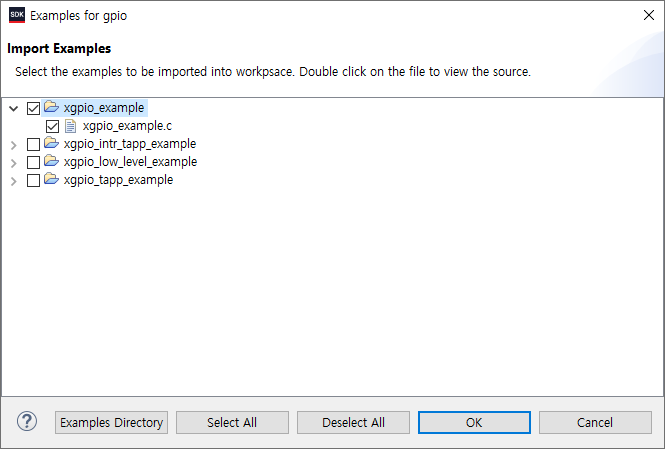 SDK Examples for gpio
Import Examples
Select the examples to be imported into workpsace. Double click on the file to view the source.
xgpio_example
xgpio_example.c
xgpio_intr_tapp_example
xgpio_low_level_example
xgpio_tapp_example
? Examples Directory Select All Deselect All OK Cancel